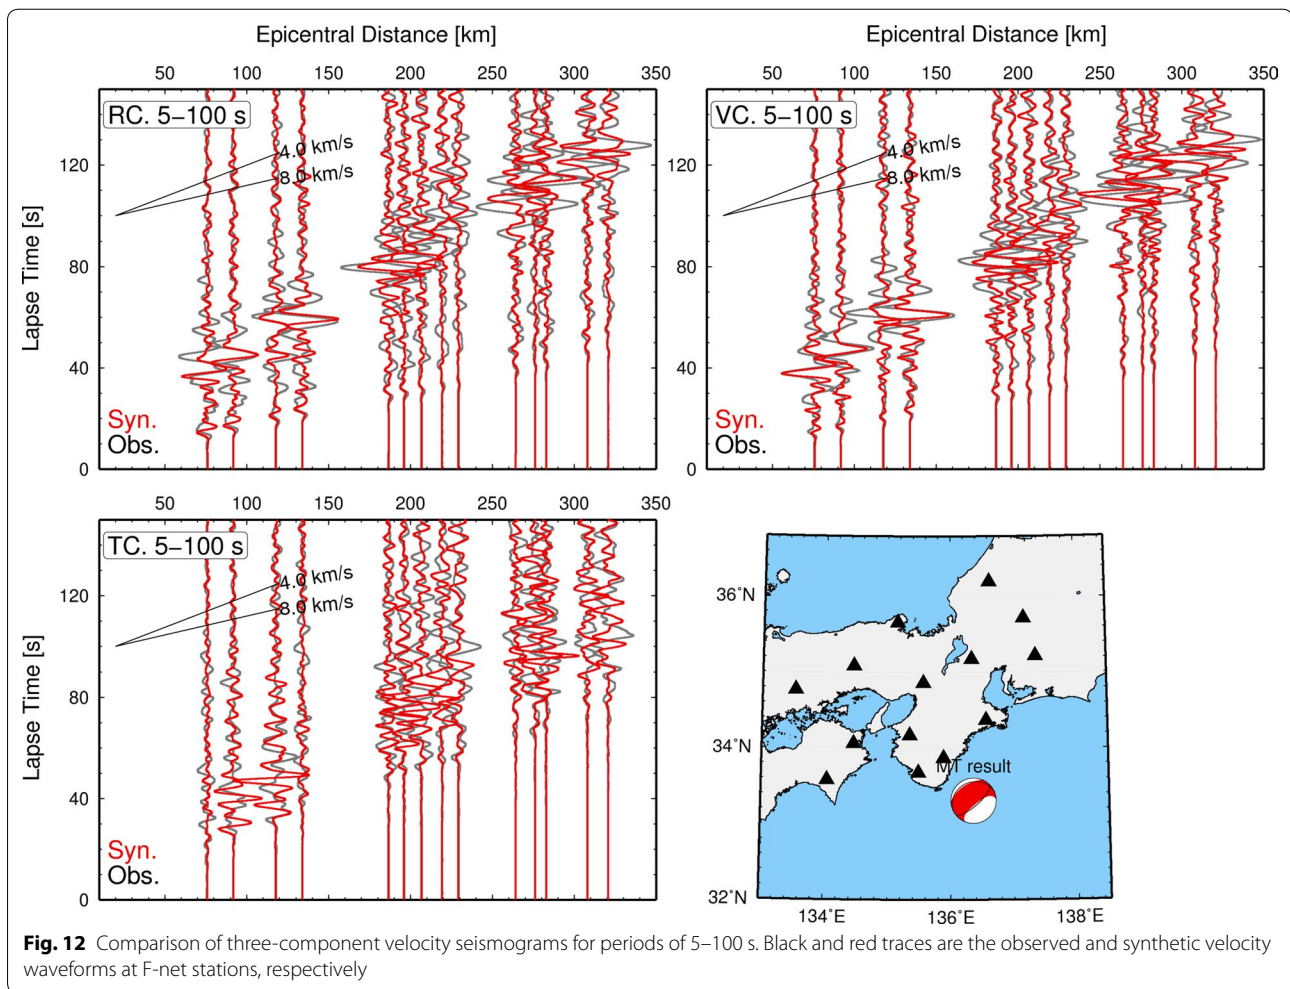 Epicentral Distance [km]
Epicentral Distance [km]
50 100 150 200 250 300 350
50 100 150 200 250 300 350
RC. 5–100 s
VC. 5–100 s
4.0 km/s
8.0 km/s
4.0 km/s
8.0 km/s
Lapse Time [s]
120
80
40
0
120
80
40
0
Syn.
Obs.
Syn.
Obs.
50 100 150 200 250 300 350
TC. 5–100 s
4.0 km/s
8.0 km/s
Lapse Time [s]
120
80
40
0
Syn.
Obs.
36˚N
34˚N
32˚N
MT result
134˚E 136˚E 138˚E
Fig. 12 Comparison of three-component velocity seismograms for periods of 5–100 s. Black and red traces are the observed and synthetic velocity
waveforms at F-net stations, respectively